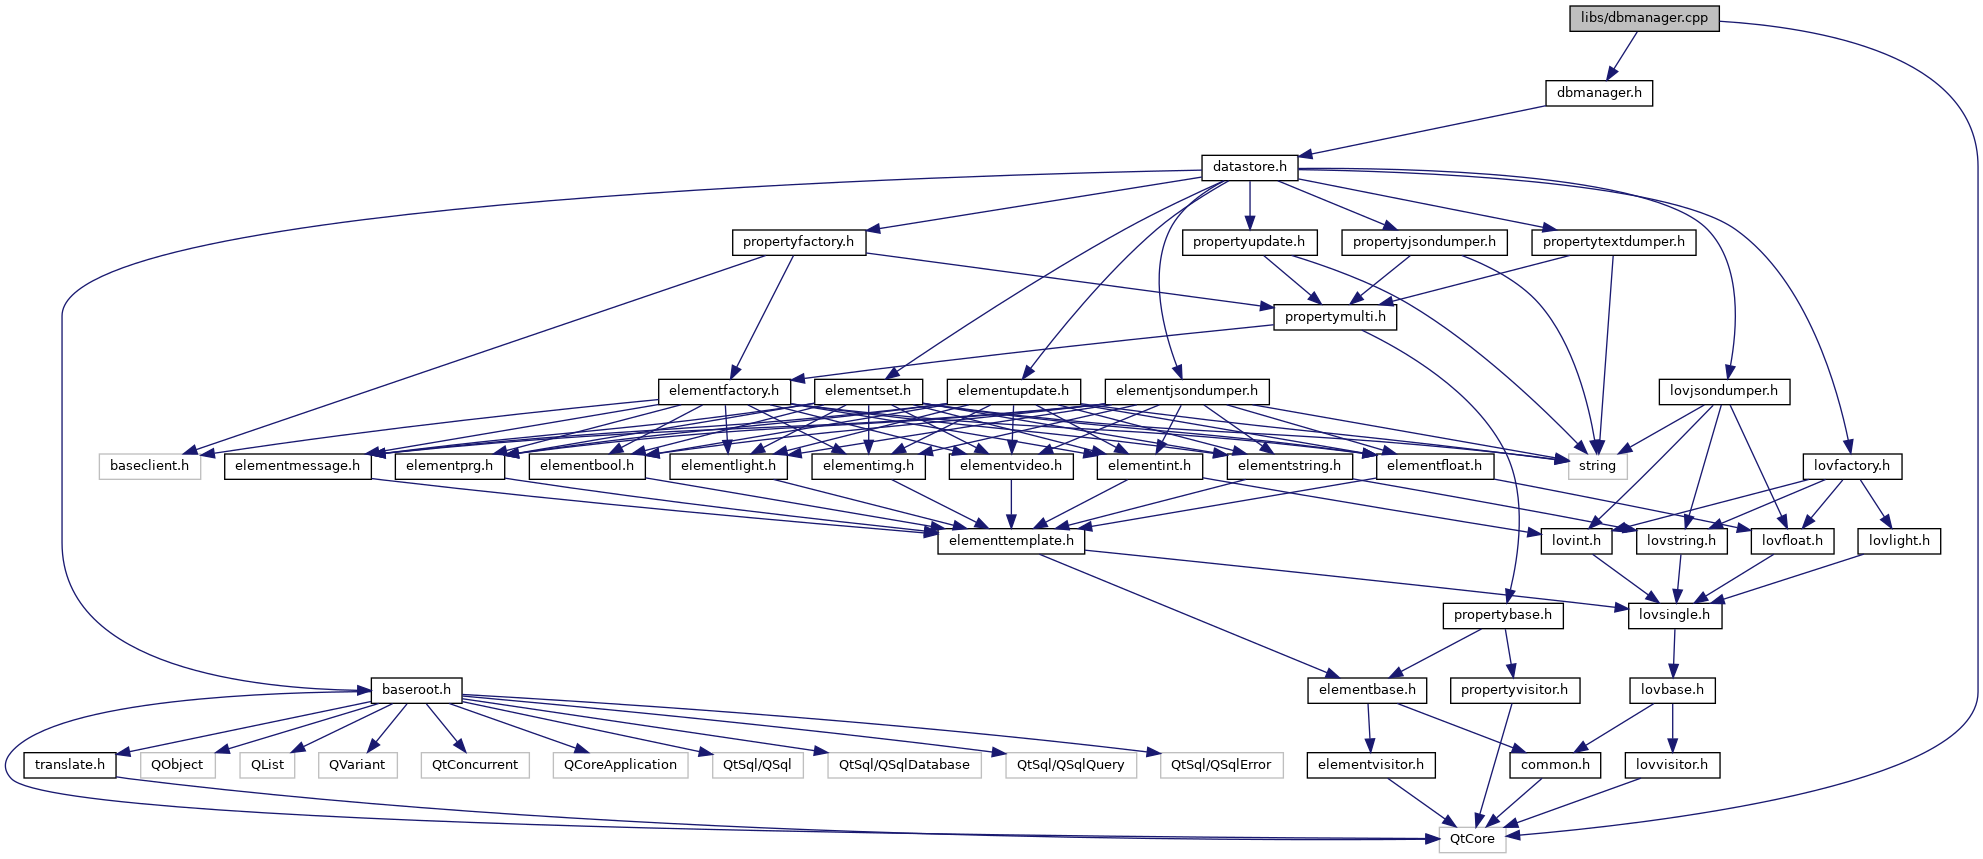 libs/dbmanager.cpp
dbmanager.h
datastore.h
propertyfactory.h
propertyupdate.h
propertyjsondumper.h
propertytextdumper.h
propertymulti.h
elementfactory.h
elementset.h
elementupdate.h
elementjsondumper.h
lovjsondumper.h
baseclient.h
elementmessage.h
elementprg.h
elementbool.h
elementlight.h
elementimg.h
elementvideo.h
elementint.h
elementstring.h
elementfloat.h
string
lovfactory.h
elementtemplate.h
lovint.h
lovstring.h
lovfloat.h
lovlight.h
propertybase.h
lovsingle.h
baseroot.h
elementbase.h
propertyvisitor.h
lovbase.h
translate.h
QObject
QList
QVariant
QtConcurrent
QCoreApplication
QtSql/QSql
QtSql/QSqlDatabase
QtSql/QSqlQuery
QtSql/QSqlError
elementvisitor.h
common.h
lovvisitor.h
QtCore